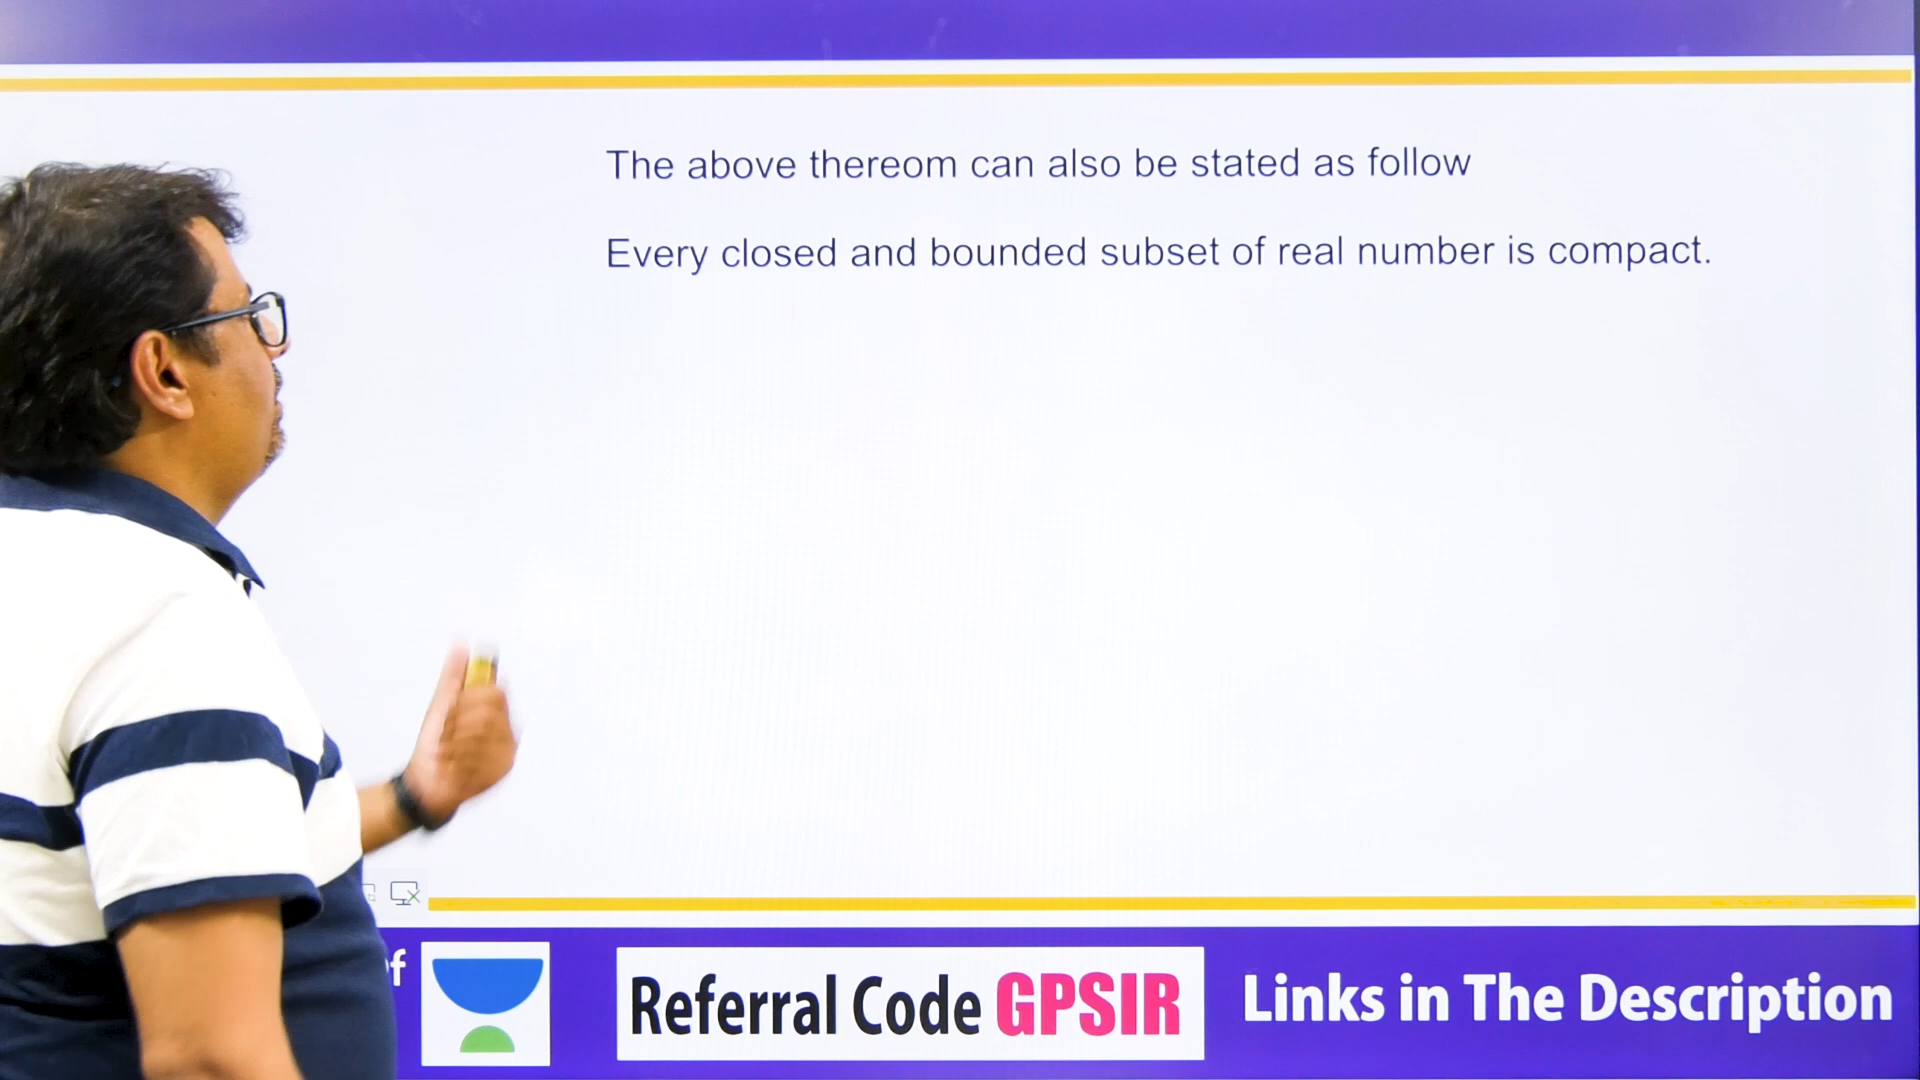 The above thereom can also be stated as follow
Every closed and bounded subset of real number is compact.
f
Referral Code GPSIR
Links in The Description